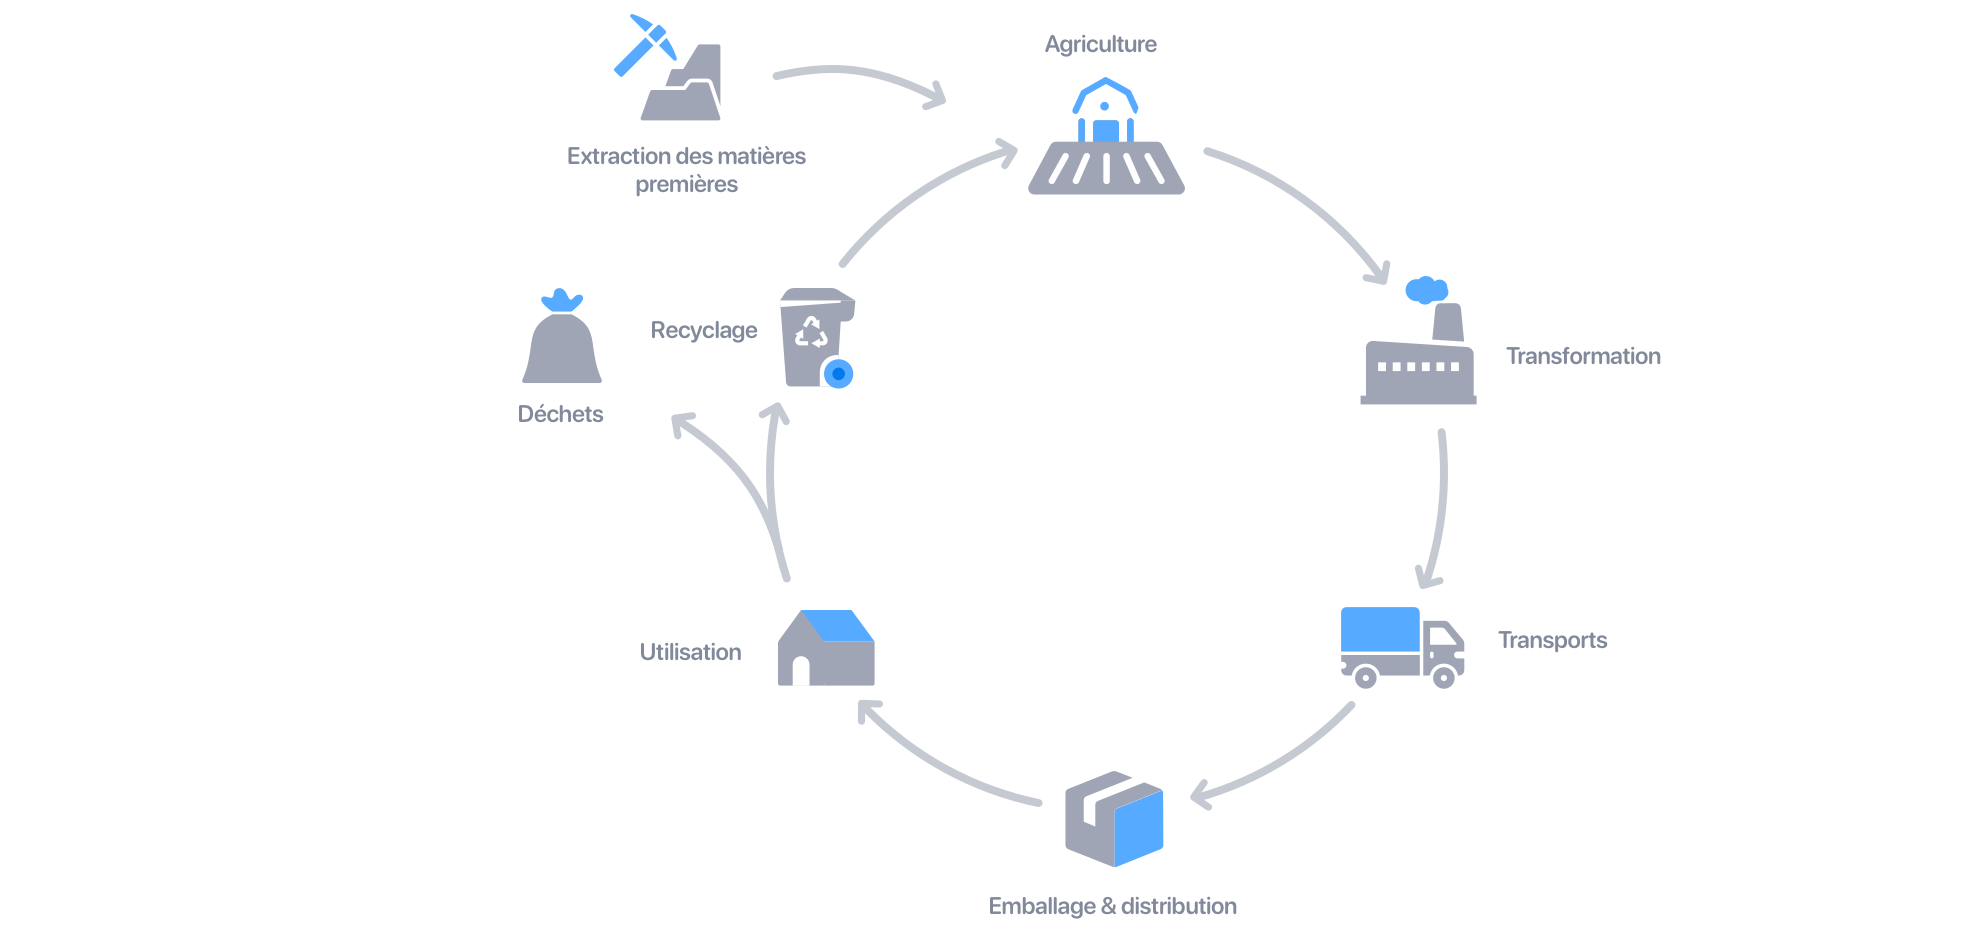 Agriculture
Extraction des matières
premières
Recyclage
Transformation
Déchets
Utilisation
Transports
Emballage & distribution